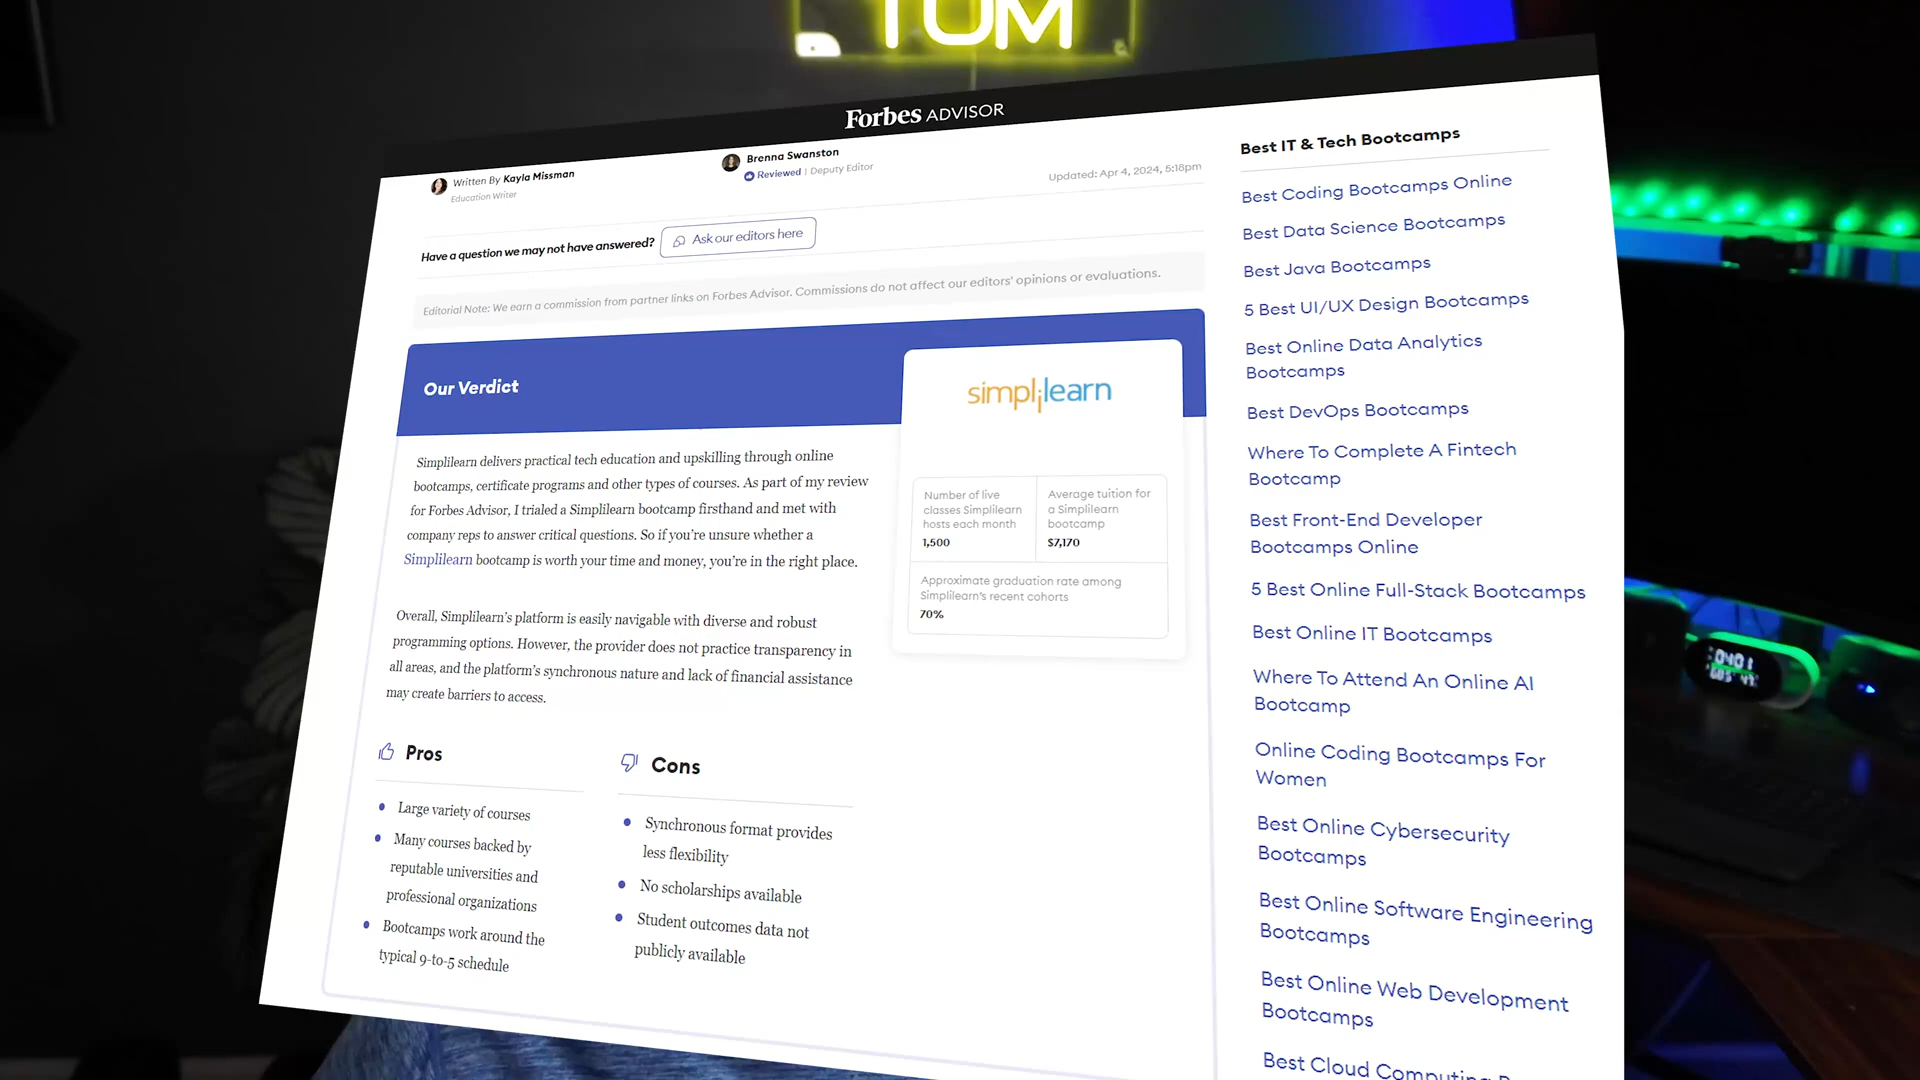 TOM
Forbes ADVISOR
Written By Kayla Missman
Education Writer
Brenna Swanston
Reviewed | Deputy Editor
Updated: Apr 4, 2024, 5:18pm
Have a question we may not have answered?
Ask our editors here
Editorial Note: We earn a commission from partner links on Forbes Advisor. Commissions do not affect our editors' opinions or evaluations.
Our Verdict
Simplilearn delivers practical tech education and upskilling through online
bootcamps, certificate programs and other types of courses. As part of my review
for Forbes Advisor, I trialed a Simplilearn bootcamp firsthand and met with
company reps to answer critical questions. So if you're unsure whether a
Simplilearn bootcamp is worth your time and money, you're in the right place.
Overall, Simplilearn's platform is easily navigable with diverse and robust
programming options. However, the provider does not practice transparency in
all areas, and the platform's synchronous nature and lack of financial assistance
may create barriers to access.
simplilearn
Number of live
classes Simplilearn
hosts each month
1,500
Average tuition for
a Simplilearn
bootcamp
$7,170
Approximate graduation rate among
Simplilearn's recent cohorts
70%
Pros
Large variety of courses
Many courses backed by
reputable universities and
professional organizations
Bootcamps work around the
typical 9-to-5 schedule
Cons
Synchronous format provides
less flexibility
No scholarships available
Student outcomes data not
publicly available
Best IT & Tech Bootcamps
Best Coding Bootcamps Online
Best Data Science Bootcamps
Best Java Bootcamps
5 Best UI/UX Design Bootcamps
Best Online Data Analytics
Bootcamps
Best DevOps Bootcamps
Where To Complete A Fintech
Bootcamp
Best Front-End Developer
Bootcamps Online
5 Best Online Full-Stack Bootcamps
Best Online IT Bootcamps
Where To Attend An Online AI
Bootcamp
Online Coding Bootcamps For
Women
Best Online Cybersecurity
Bootcamps
Best Online Software Engineering
Bootcamps
Best Online Web Development
Bootcamps
Best Cloud Computing